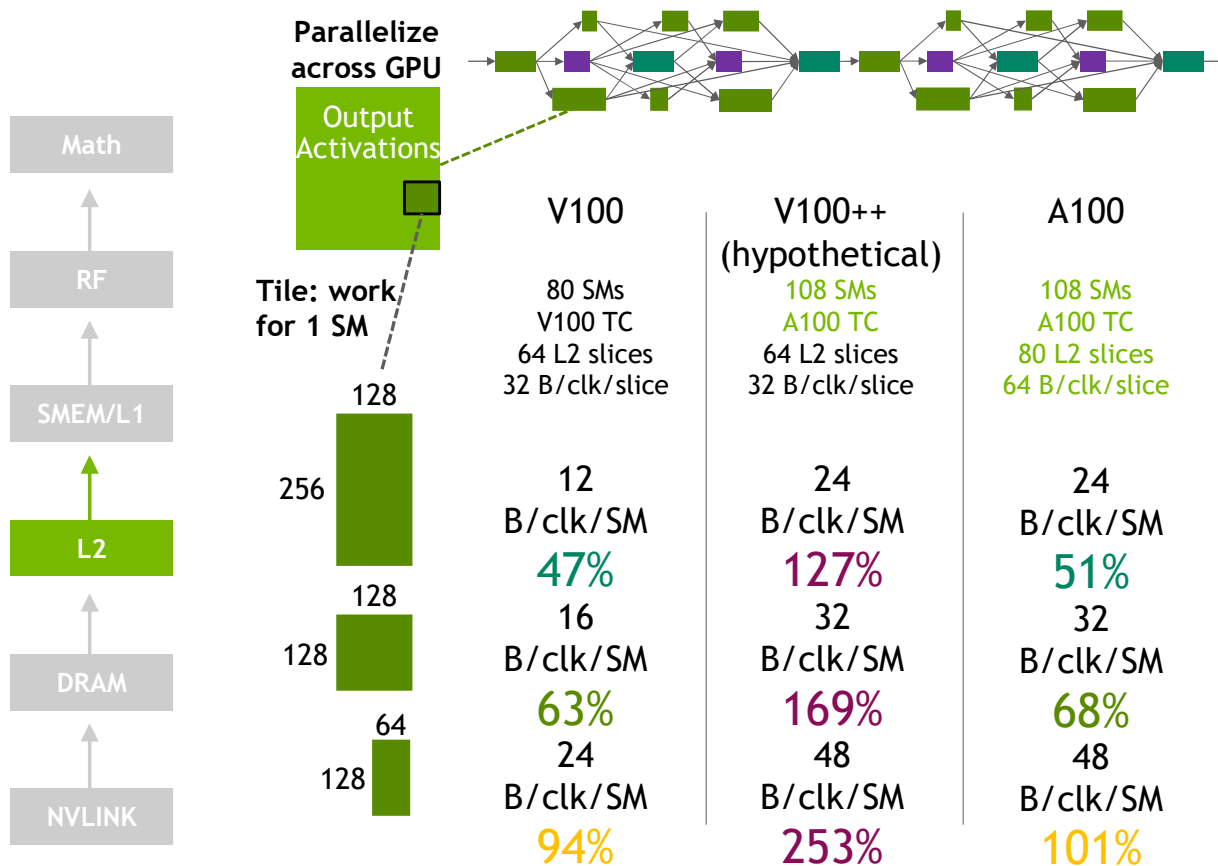 Parallelize
across GPU
Output
Activations
Math
RF
SMEM/L1
L2
DRAM
NVLINK
Tile: work
for 1 SM
128
256
128
128
64
128
V100
80 SMs
V100 TC
64 L2 slices
32 B/clk/slice
12
B/clk/SM
47%
16
B/clk/SM
63%
24
B/clk/SM
94%
V100++
(hypothetical)
108 SMs
A100 TC
64 L2 slices
32 B/clk/slice
24
B/clk/SM
127%
32
B/clk/SM
169%
48
B/clk/SM
253%
A100
108 SMs
A100 TC
80 L2 slices
64 B/clk/slice
24
B/clk/SM
51%
32
B/clk/SM
68%
48
B/clk/SM
101%